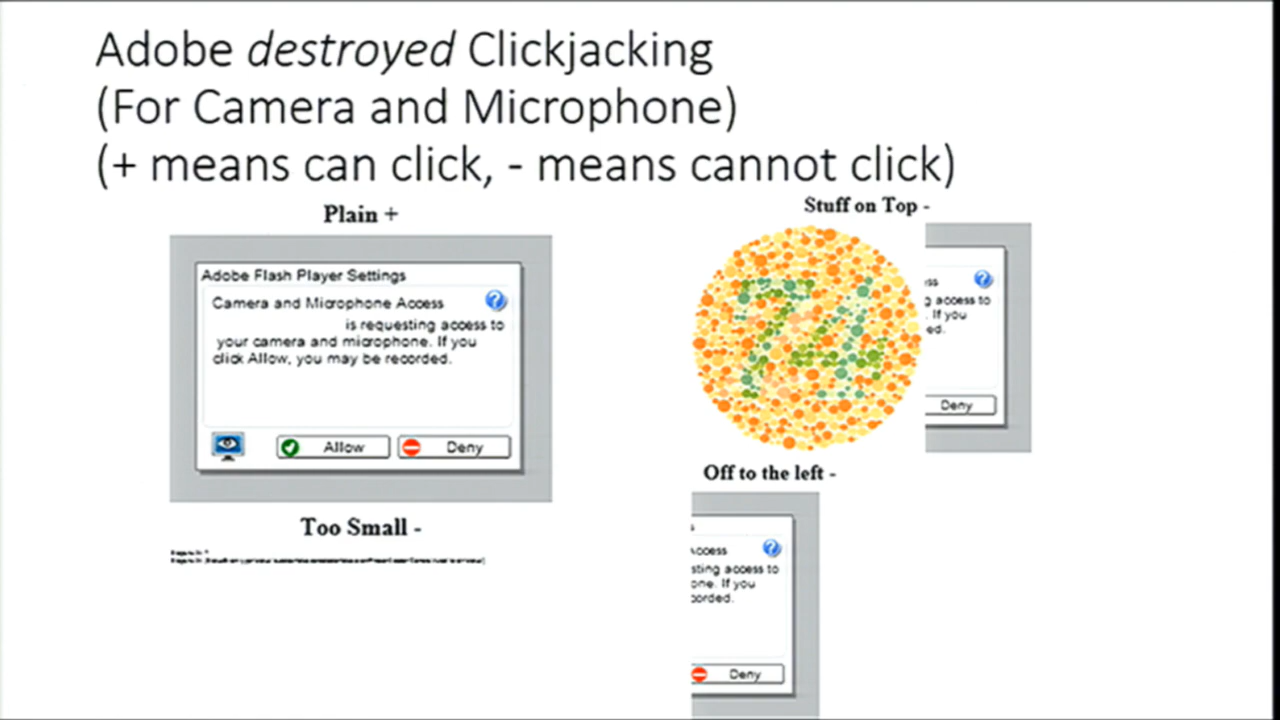 Adobe destroyed Clickjacking
(For Camera and Microphone)
(+ means can click, - means cannot click)
Plain +
Adobe Flash Player Settings
Camera and Microphone Access
is requesting access to
your camera and microphone. If you
click Allow, you may be recorded.
Allow
Deny
Too Small -
Stuff on Top -
74
ss
g access to
. If you
ed.
Deny
Off to the left -
s
Access
sting access to
one. If you
corded.
Deny